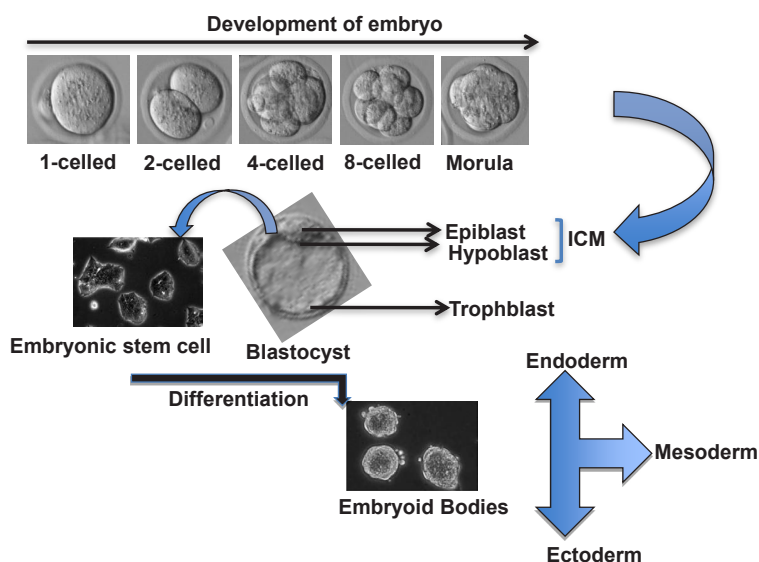 Development of embryo
1-celled
2-celled
4-celled
8-celled
Morula
Epiblast
Hypoblast
ICM
Trophblast
Embryonic stem cell
Blastocyst
Endoderm
Differentiation
Mesoderm
Embryoid Bodies
Ectoderm